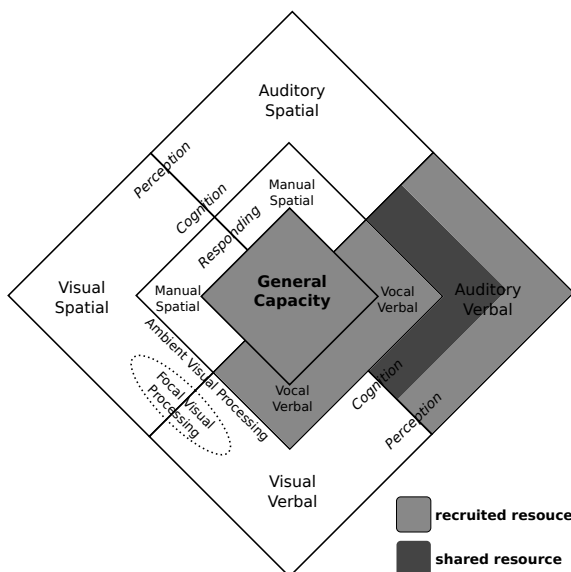 Auditory
Spatial
Perception
Cognition
Responding
Manual
Spatial
Visual
Spatial
Manual
Spatial
General
Capacity
Vocal
Verbal
Auditory
Verbal
Ambient Visual Processing
Focal Visual
Processing
Vocal
Verbal
Cognition
Perception
Visual
Verbal
recruited resouce
shared resource